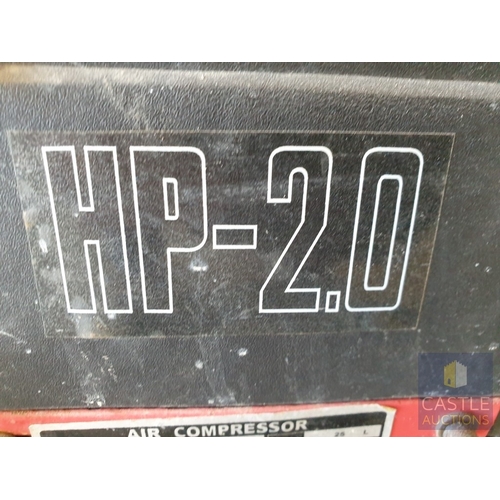 HP-2.0
CASTLE
AUCTIONS
AIR COMPRESSOR
L